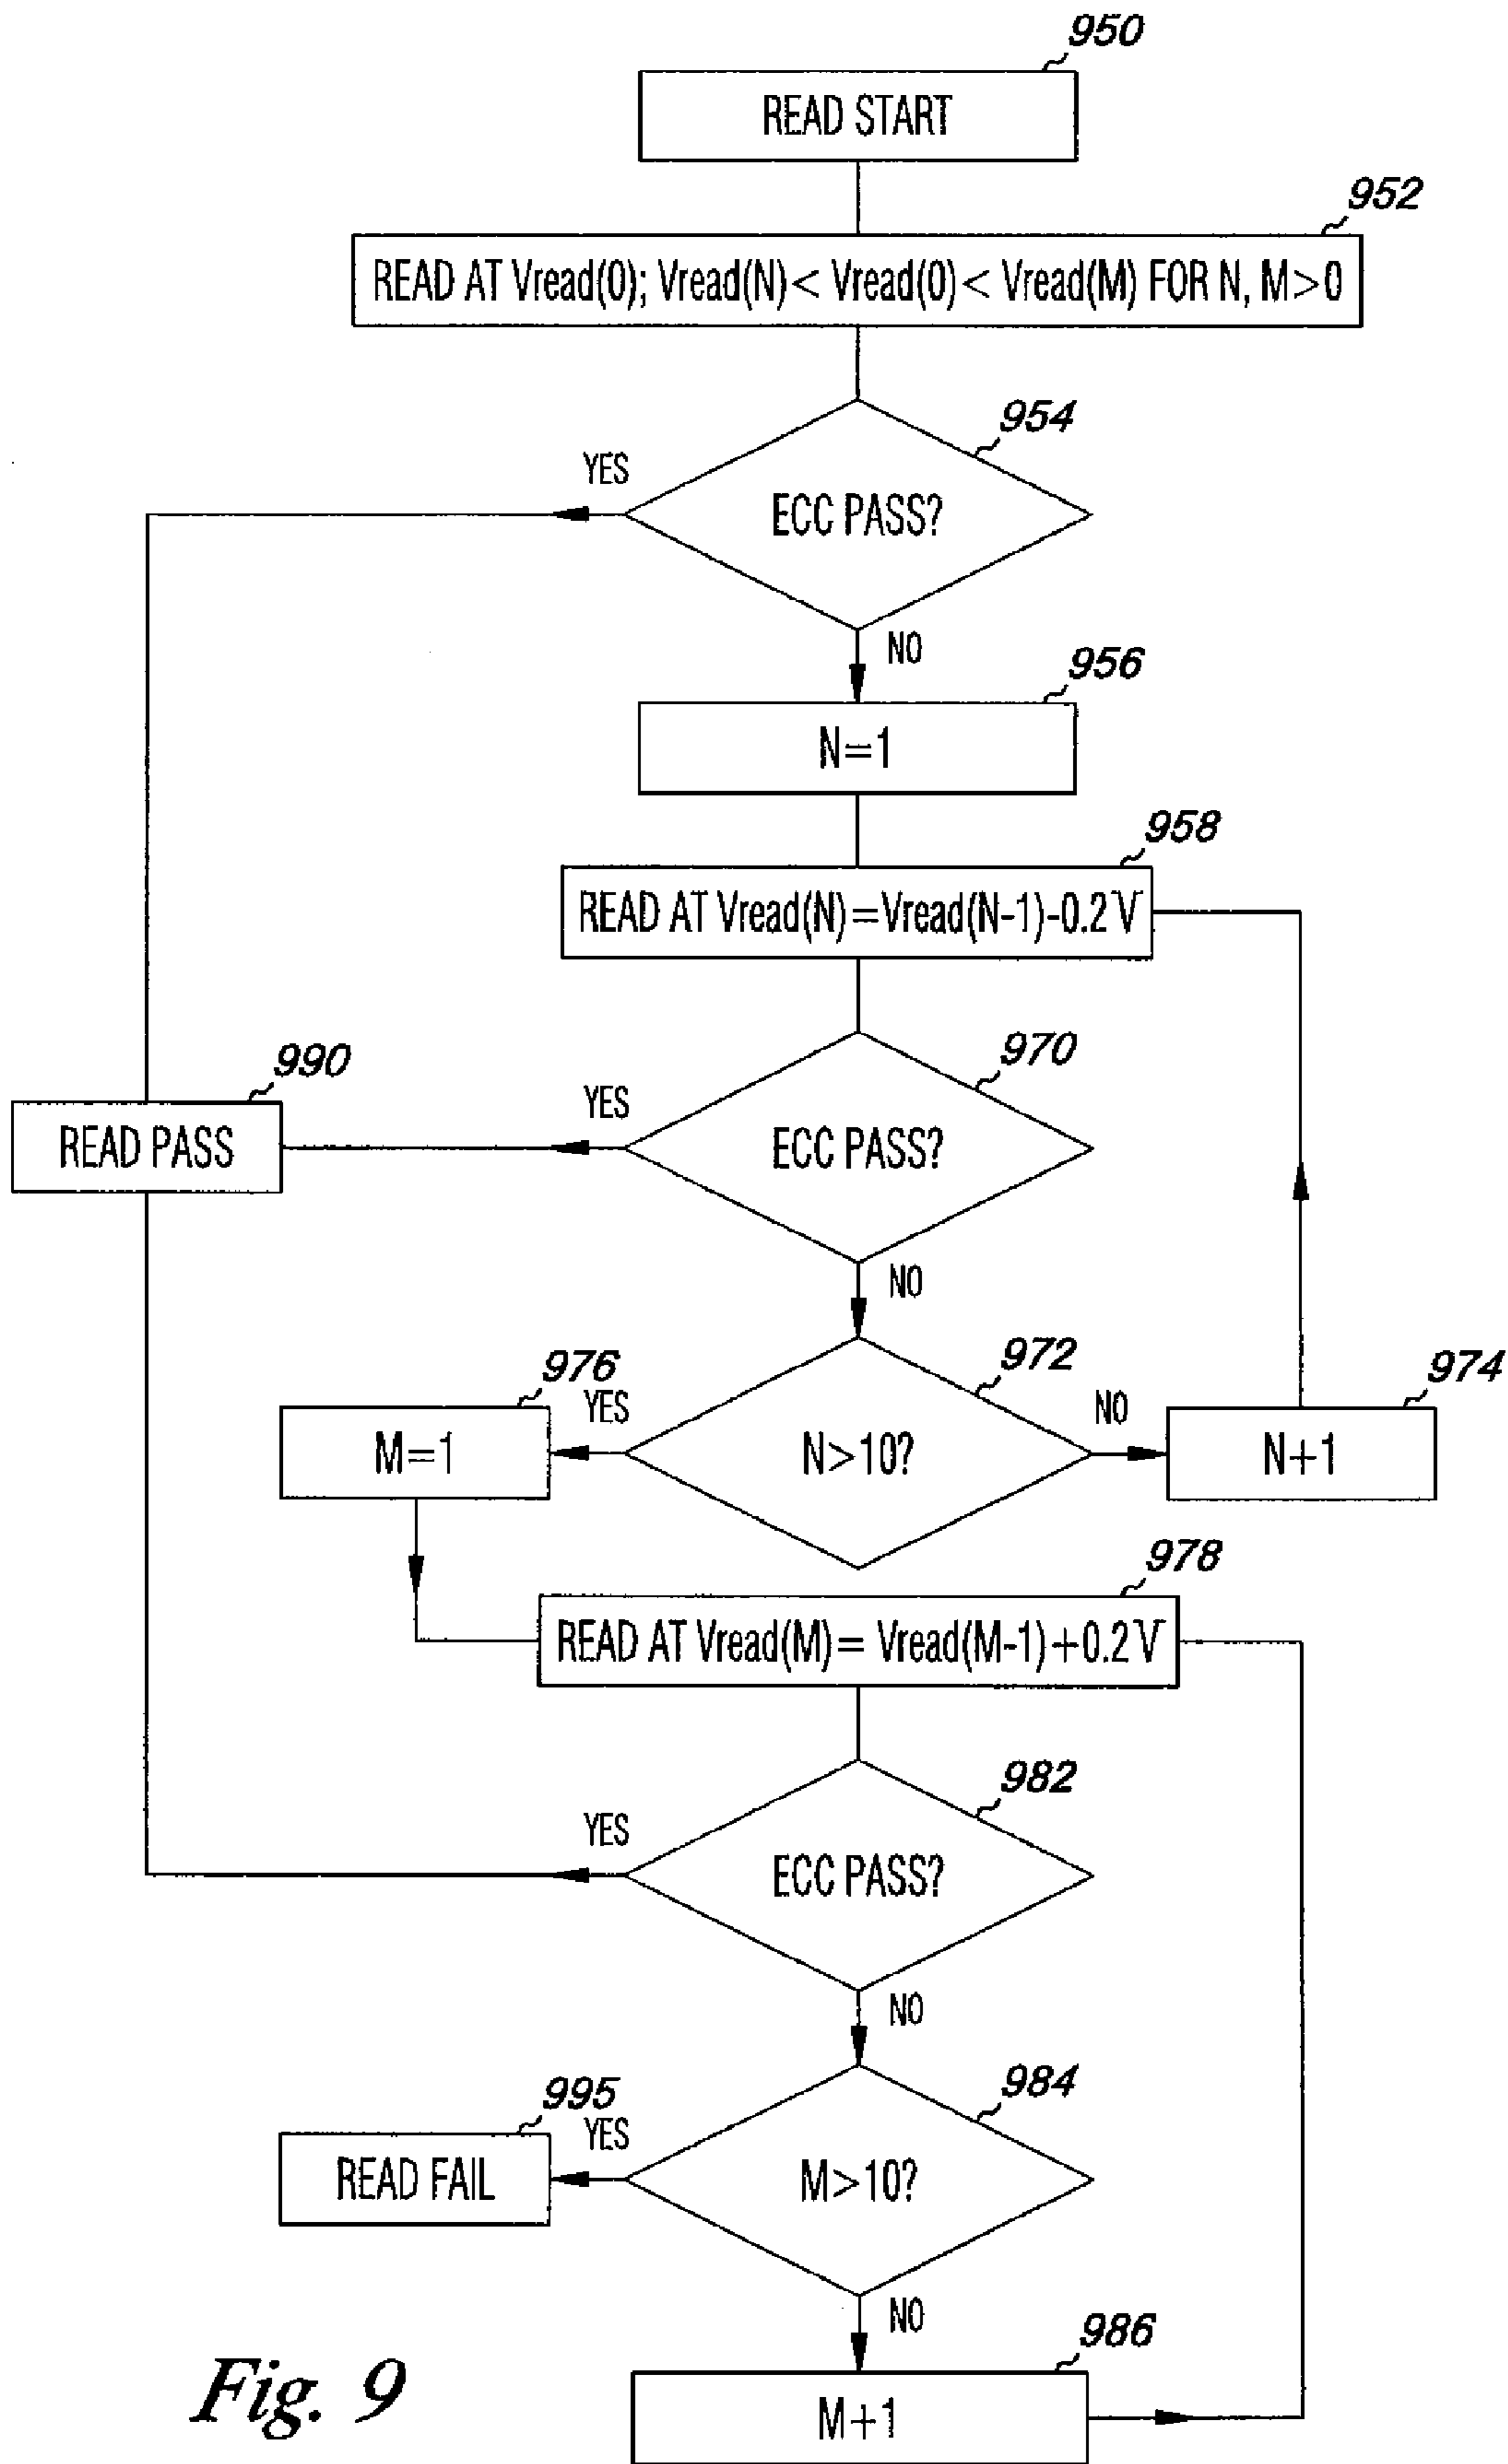 950
READ START
952
READ AT Vread(0); Vread(N) < Vread(0) < Vread(M) FOR N, M>0
954
YES
ECC PASS?
NO
956
N=1
958
READ AT Vread(N)=Vread(N-1)-0.2 V
990
970
YES
READ PASS
ECC PASS?
NO
976
972
974
YES
NO
M=1
N>10?
N+1
978
READ AT Vread(M)= Vread(M-1)+0.2 V
982
YES
ECC PASS?
NO
995
984
YES
READ FAIL
M>10?
NO
986
M+1
Fig. 9